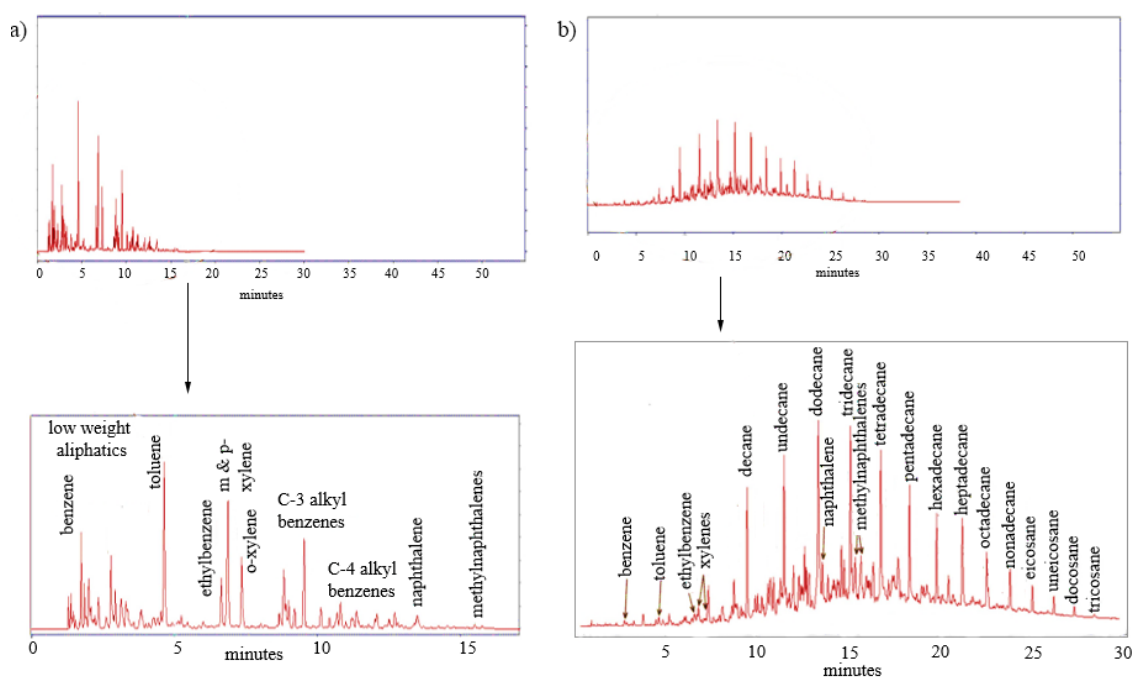 a)
0 5 10 15 20 25 30 35 40 45 50
minutes
b)
0 5 10 15 20 25 30 35 40 45 50
minutes
low weight
aliphatics
benzene
toluene
ethylbenzene
m & p-
xylene
o-xylene
C-3 alkyl
benzenes
C-4 alkyl
benzenes
naphthalene
methylnaphthalenes
0 5 10 15
minutes
benzene
toluene
ethylbenzene
xylenes
decane
undecane
dodecane
naphthalene
tridecane
methylnaphthalenes
tetradecane
pentadecane
hexadecane
heptadecane
octadecane
nonadecane
eicosane
uneicosane
docosane
tricosane
5 10 15 20 25 30
minutes